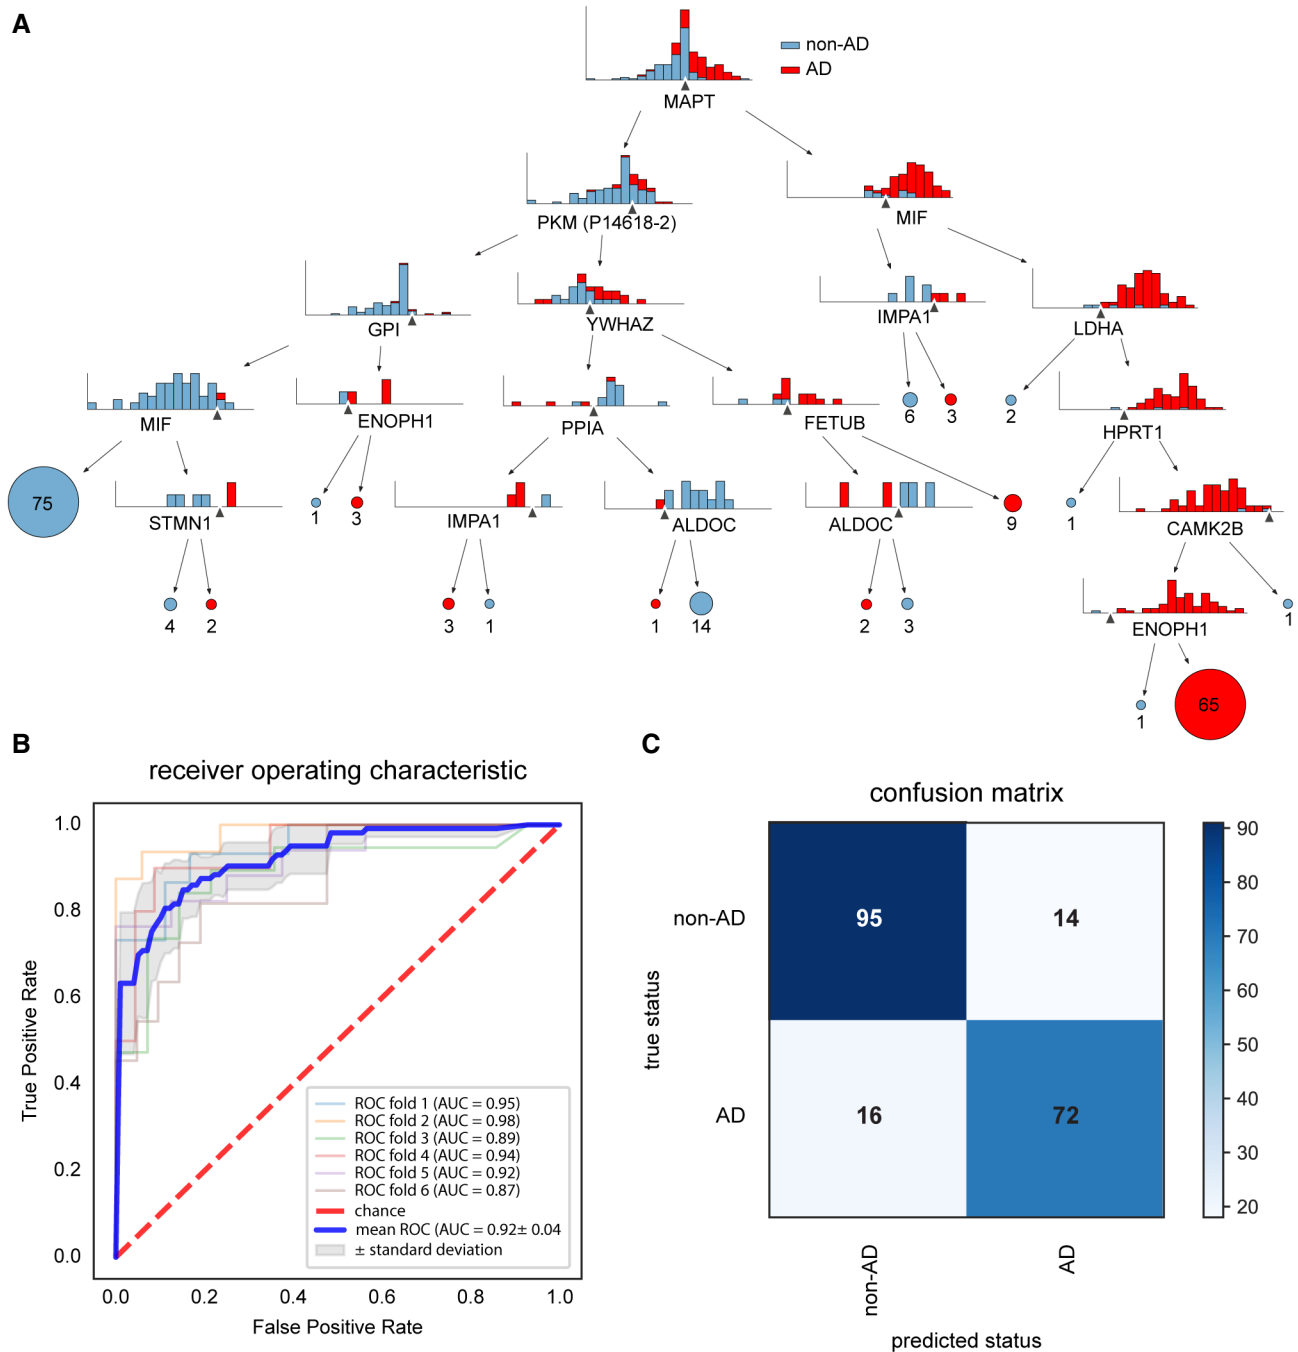 A
non-AD
AD
MAPT
PKM (P14618-2)
MIF
GPI
YWHAZ
IMPA1
LDHA
MIF
ENOPH1
PPIA
FETUB
6
3
2
HPRT1
75
STMN1
1
3
IMPA1
ALDOC
ALDOC
9
1
CAMK2B
4
2
3
1
1
14
2
3
ENOPH1
1
1
65
B
receiver operating characteristic
1.0
0.8
0.6
0.4
0.2
0.0
True Positive Rate
ROC fold 1 (AUC = 0.95)
ROC fold 2 (AUC = 0.98)
ROC fold 3 (AUC = 0.89)
ROC fold 4 (AUC = 0.94)
ROC fold 5 (AUC = 0.92)
ROC fold 6 (AUC = 0.87)
chance
mean ROC (AUC = 0.92± 0.04
± standard deviation
0.0 0.2 0.4 0.6 0.8 1.0
False Positive Rate
C
confusion matrix
true status
non-AD
95 14
AD
16 72
non-AD
AD
predicted status
90
80
70
60
50
40
30
20